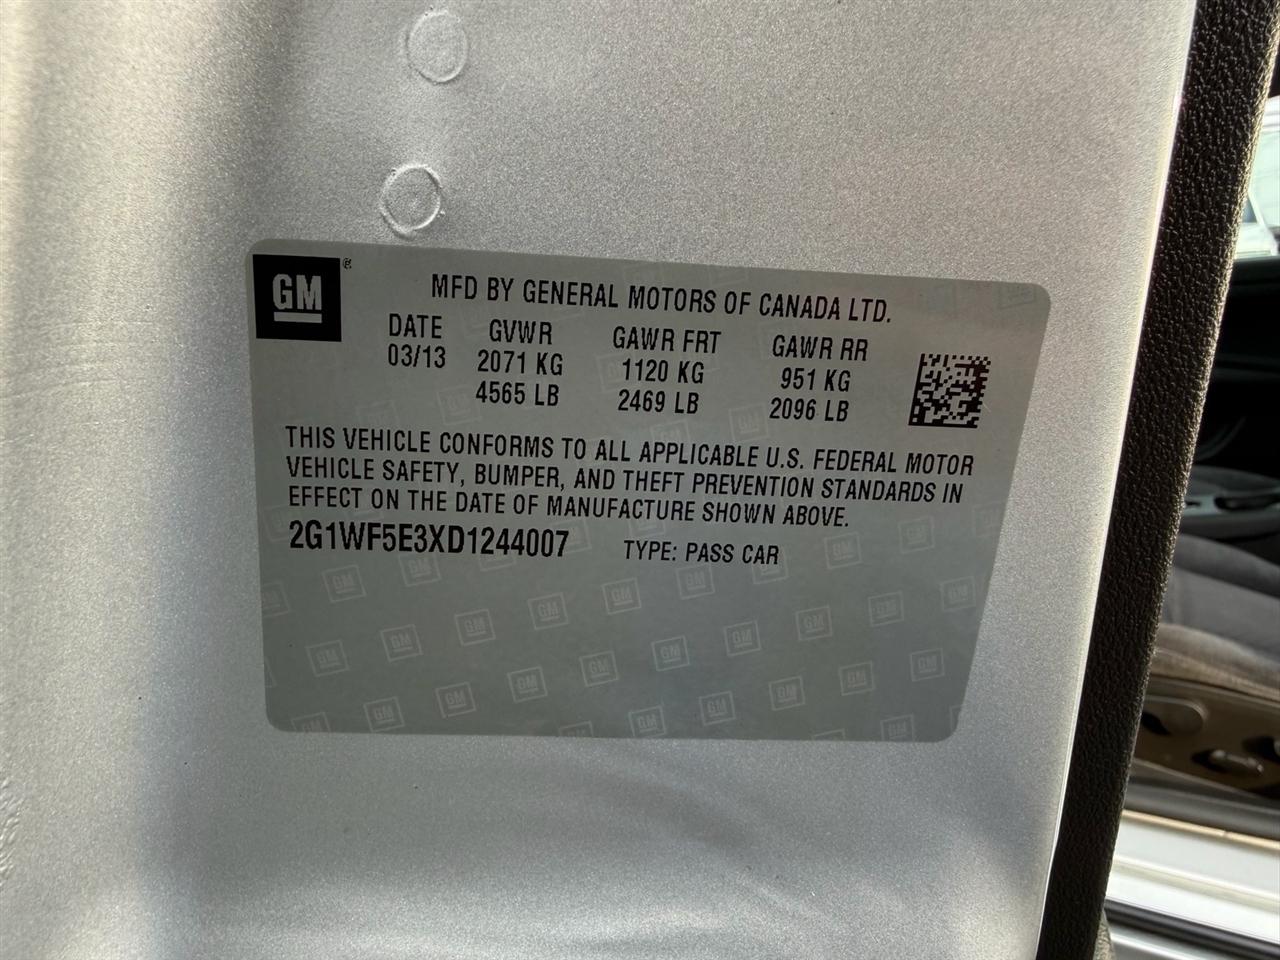 GM ®
MFD BY GENERAL MOTORS OF CANADA LTD.
DATE GVWR GAWR FRT GAWR RR
03/13 2071 KG 1120 KG 951 KG
4565 LB 2469 LB 2096 LB
THIS VEHICLE CONFORMS TO ALL APPLICABLE U.S. FEDERAL MOTOR
VEHICLE SAFETY, BUMPER, AND THEFT PREVENTION STANDARDS IN
EFFECT ON THE DATE OF MANUFACTURE SHOWN ABOVE.
2G1WF5E3XD1244007 TYPE: PASS CAR